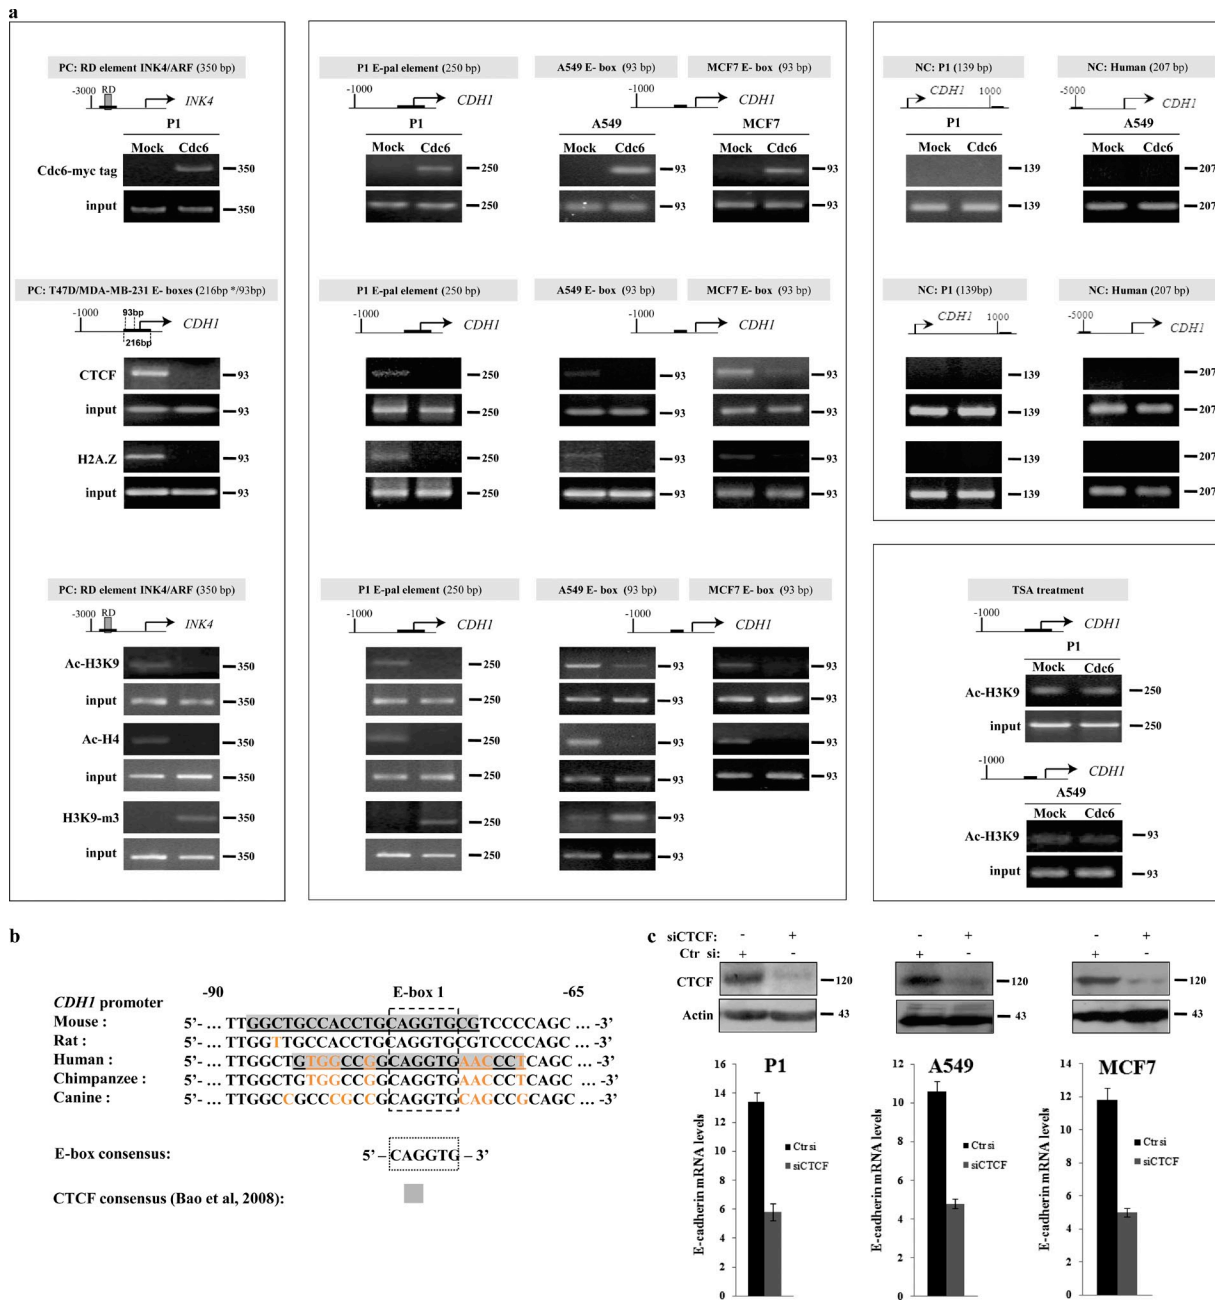 a
PC: RD element INK4/ARF (350 bp)
-3000 RD
INK4
P1
Mock Cdc6
Cdc6-myc tag 350
input 350
P1 E-pal element (250 bp)
A549 E- box (93 bp)
MCF7 E- box (93 bp)
-1000
CDH1
-1000
CDH1
P1
A549
MCF7
Mock Cdc6
Mock Cdc6
Mock Cdc6
250
93
93
250
93
93
NC: P1 (139 bp)
NC: Human (207 bp)
CDH1 1000
-5000
CDH1
P1
A549
Mock Cdc6
Mock Cdc6
139
207
139
207
PC: T47D/MDA-MB-231 E- boxes (216bp */93bp)
-1000 93bp
CDH1
216bp
CTCF 93
input 93
H2A.Z 93
input 93
P1 E-pal element (250 bp)
A549 E- box (93 bp)
MCF7 E- box (93 bp)
-1000
CDH1
-1000
CDH1
250
93
93
250
93
93
250
93
93
250
93
93
NC: P1 (139bp)
NC: Human (207 bp)
CDH1 1000
-5000
CDH1
139
207
139
207
139
207
139
207
PC: RD element INK4/ARF (350 bp)
-3000 RD
INK4
Ac-H3K9 350
input 350
Ac-H4 350
input 350
H3K9-m3 350
input 350
P1 E-pal element (250 bp)
A549 E- box (93 bp)
MCF7 E- box (93 bp)
-1000
CDH1
-1000
CDH1
250
93
93
250
93
93
250
93
93
250
93
93
250
93
250
93
TSA treatment
-1000
CDH1
P1
Mock Cdc6
Ac-H3K9 250
input 250
-1000
CDH1
A549
Mock Cdc6
Ac-H3K9 93
input 93
b
-90 E-box 1 -65
CDH1 promoter
Mouse : 5’- ... TTGGCTGCCACCTGCAGGTGCGTCCCCAGC ... -3’
Rat : 5’- ... TTGGTTGCCACCTGCAGGTGCGTCCCCAGC ... -3’
Human : 5’- ... TTGGCTGTGGCCGGCAGGTGAACCCTCAGC ... -3’
Chimpanzee : 5’- ... TTGGCTGTGGCCGGCAGGTGAACCCTCAGC ... -3’
Canine : 5’- ... TTGGCCGCCCGCCGCAGGTGCAGCCGCAGC ... -3’
E-box consensus: 5’ – CAGGTG – 3’
CTCF consensus (Bao et al, 2008):
c
siCTCF: - +
Ctr si: + -
CTCF 120
Actin 43
- +
+ -
120
43
- +
+ -
120
43
P1
E-cadherin mRNA levels
16
14
12
10
8
6
4
2
0
Ctrsi
siCTCF
A549
E-cadherin mRNA levels
12
10
8
6
4
2
0
Ctrsi
siCTCF
MCF7
E-cadherin mRNA levels
14
12
10
8
6
4
2
0
Ctrsi
siCTCF